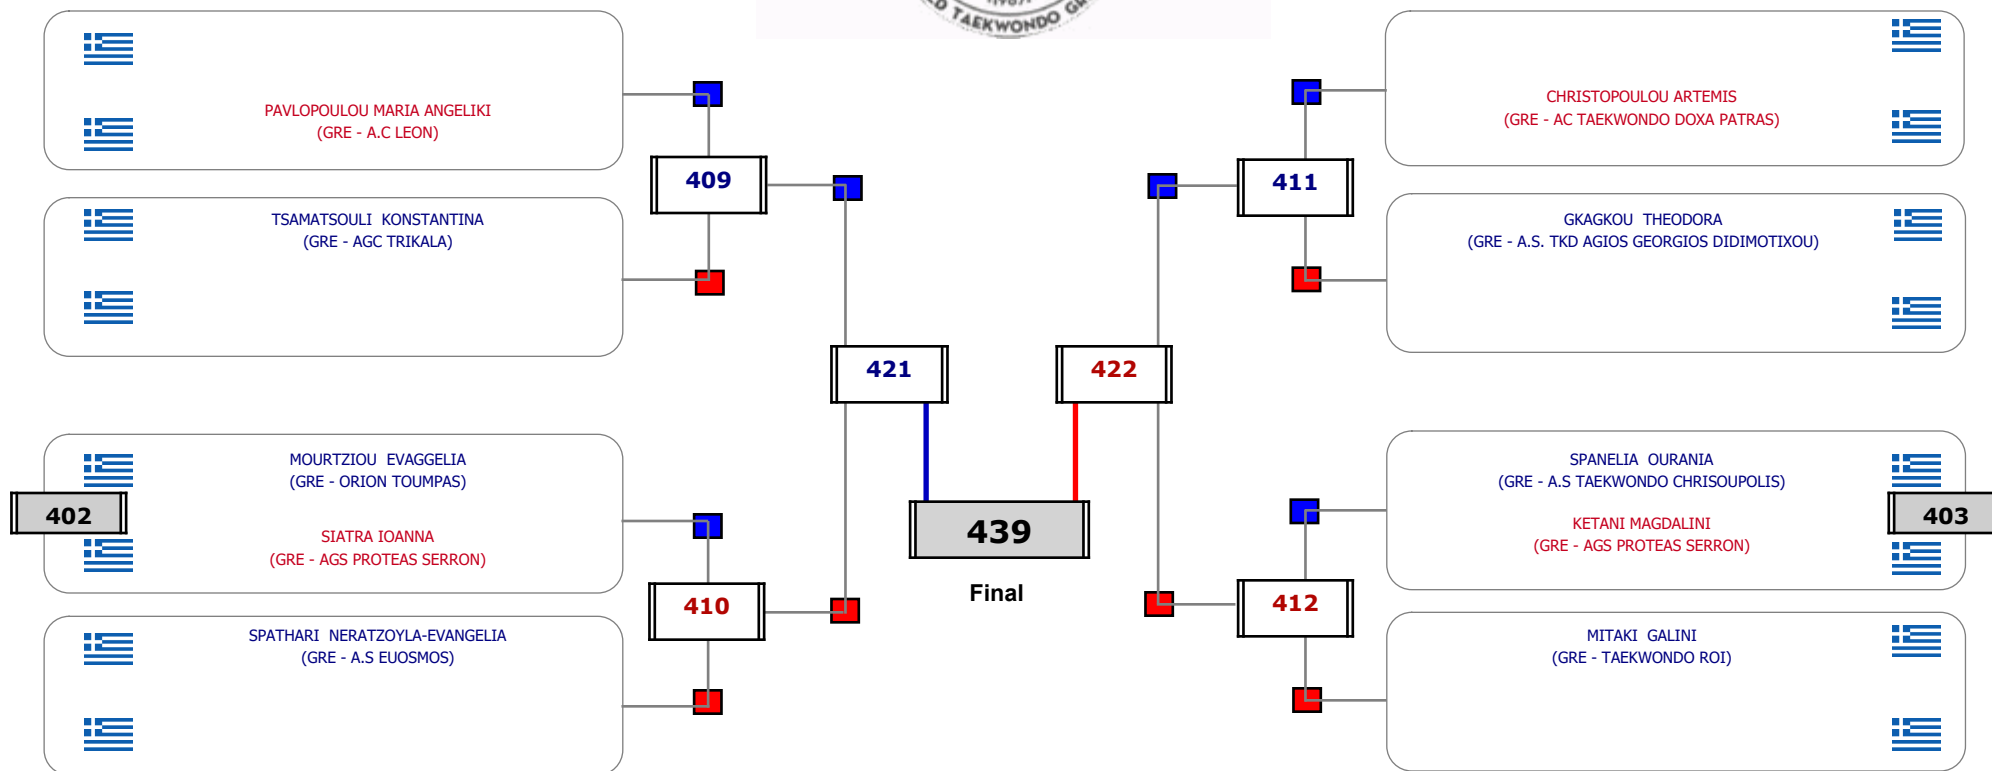 TAEKWONDO
PAVLOPOULOU MARIA ANGELIKI
(GRE - A.C LEON)
409
TSAMATSOULI KONSTANTINA
(GRE - AGC TRIKALA)
421
402
MOURTZIOU EVAGGELIA
(GRE - ORION TOUMPAS)
SIATRA IOANNA
(GRE - AGS PROTEAS SERRON)
410
SPATHARI NERATZOYLA-EVANGELIA
(GRE - A.S EUOSMOS)
439
Final
CHRISTOPOULOU ARTEMIS
(GRE - AC TAEKWONDO DOXA PATRAS)
411
GKAGKOU THEODORA
(GRE - A.S. TKD AGIOS GEORGIOS DIDIMOTIXOU)
422
SPANELIA OURANIA
(GRE - A.S TAEKWONDO CHRISOUPOLIS)
403
KETANI MAGDALINI
(GRE - AGS PROTEAS SERRON)
412
MITAKI GALINI
(GRE - TAEKWONDO ROI)